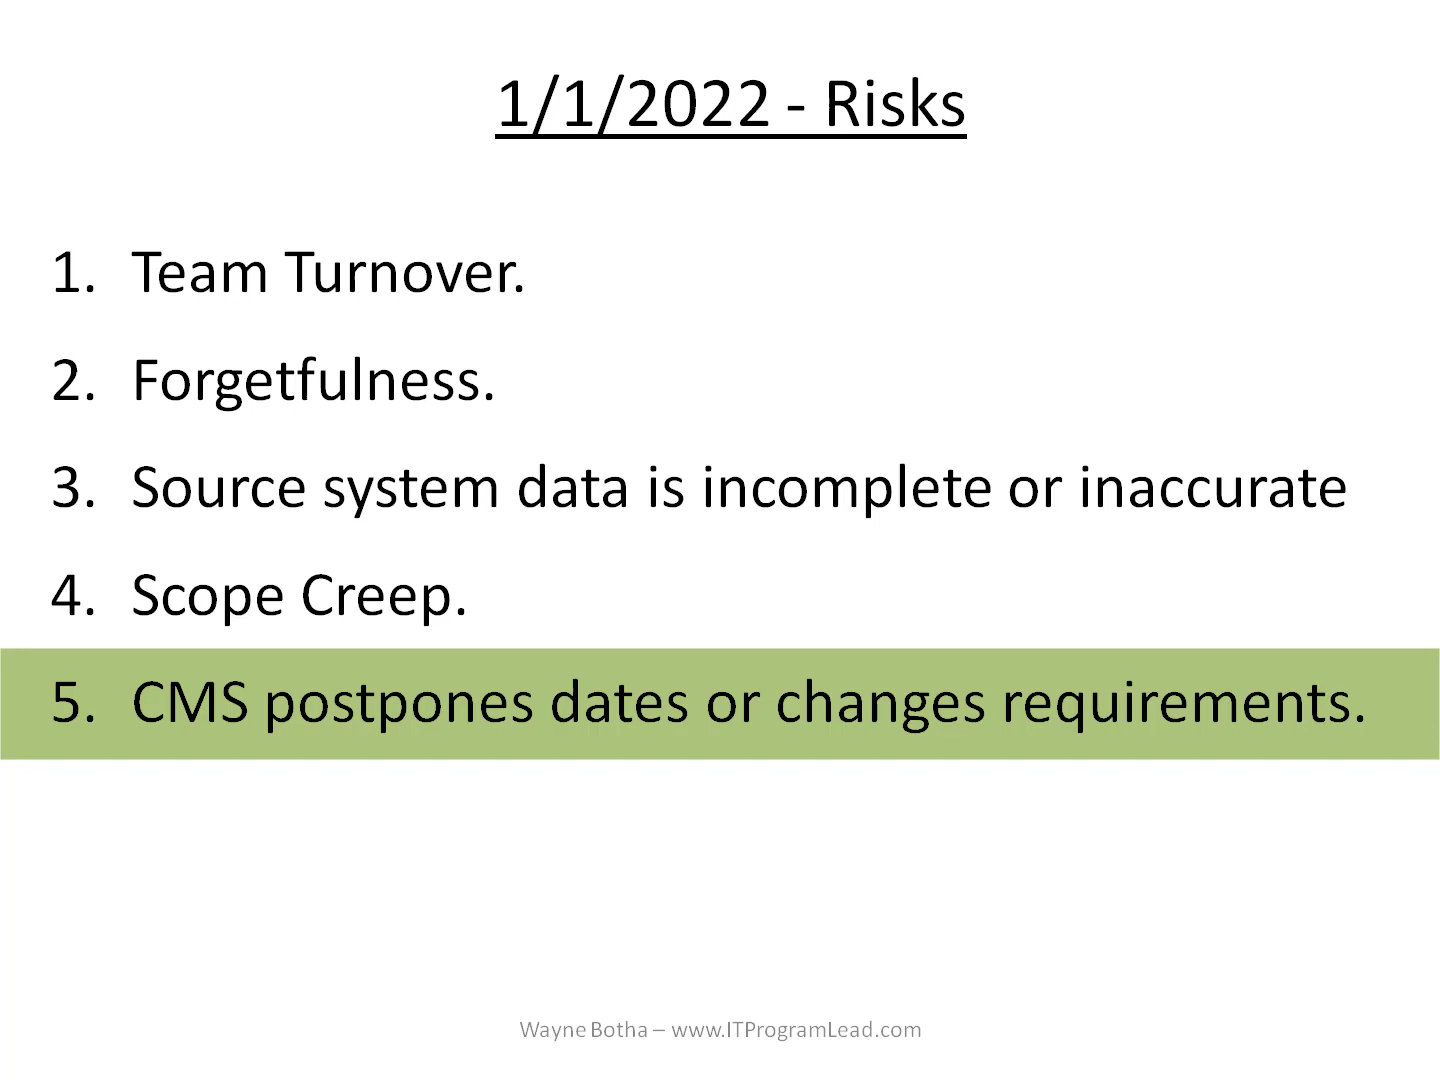 1/1/2022 - Risks
1. Team Turnover.
2. Forgetfulness.
3. Source system data is incomplete or inaccurate
4. Scope Creep.
5. CMS postpones dates or changes requirements.
Wayne Botha – www.ITProgramLead.com